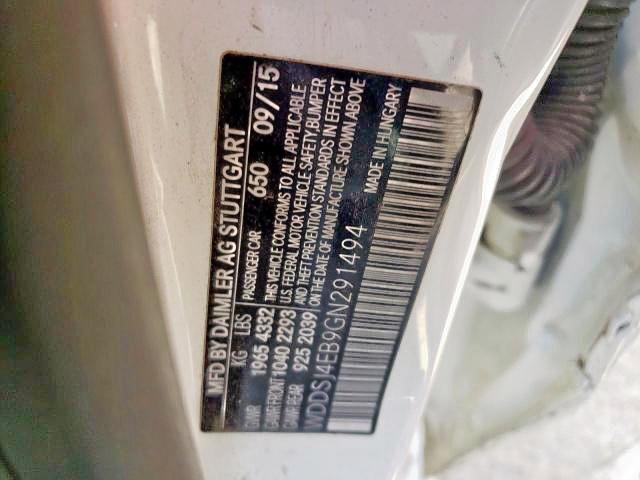 MFD BY DAIMLER AG STUTTGART
KG LBS PASSENGER CAR 650 09/15
GVWR 1965 4332 THIS VEHICLE CONFORMS TO ALL APPLICABLE
GAWR FRONT 1040 2293 U.S. FEDERAL MOTOR VEHICLE SAFETY, BUMPER
GAWR REAR 925 2039 AND THEFT PREVENTION STANDARDS IN EFFECT
ON THE DATE OF MANUFACTURE SHOWN ABOVE
WDDSJ4EB9GN291494 MADE IN HUNGARY